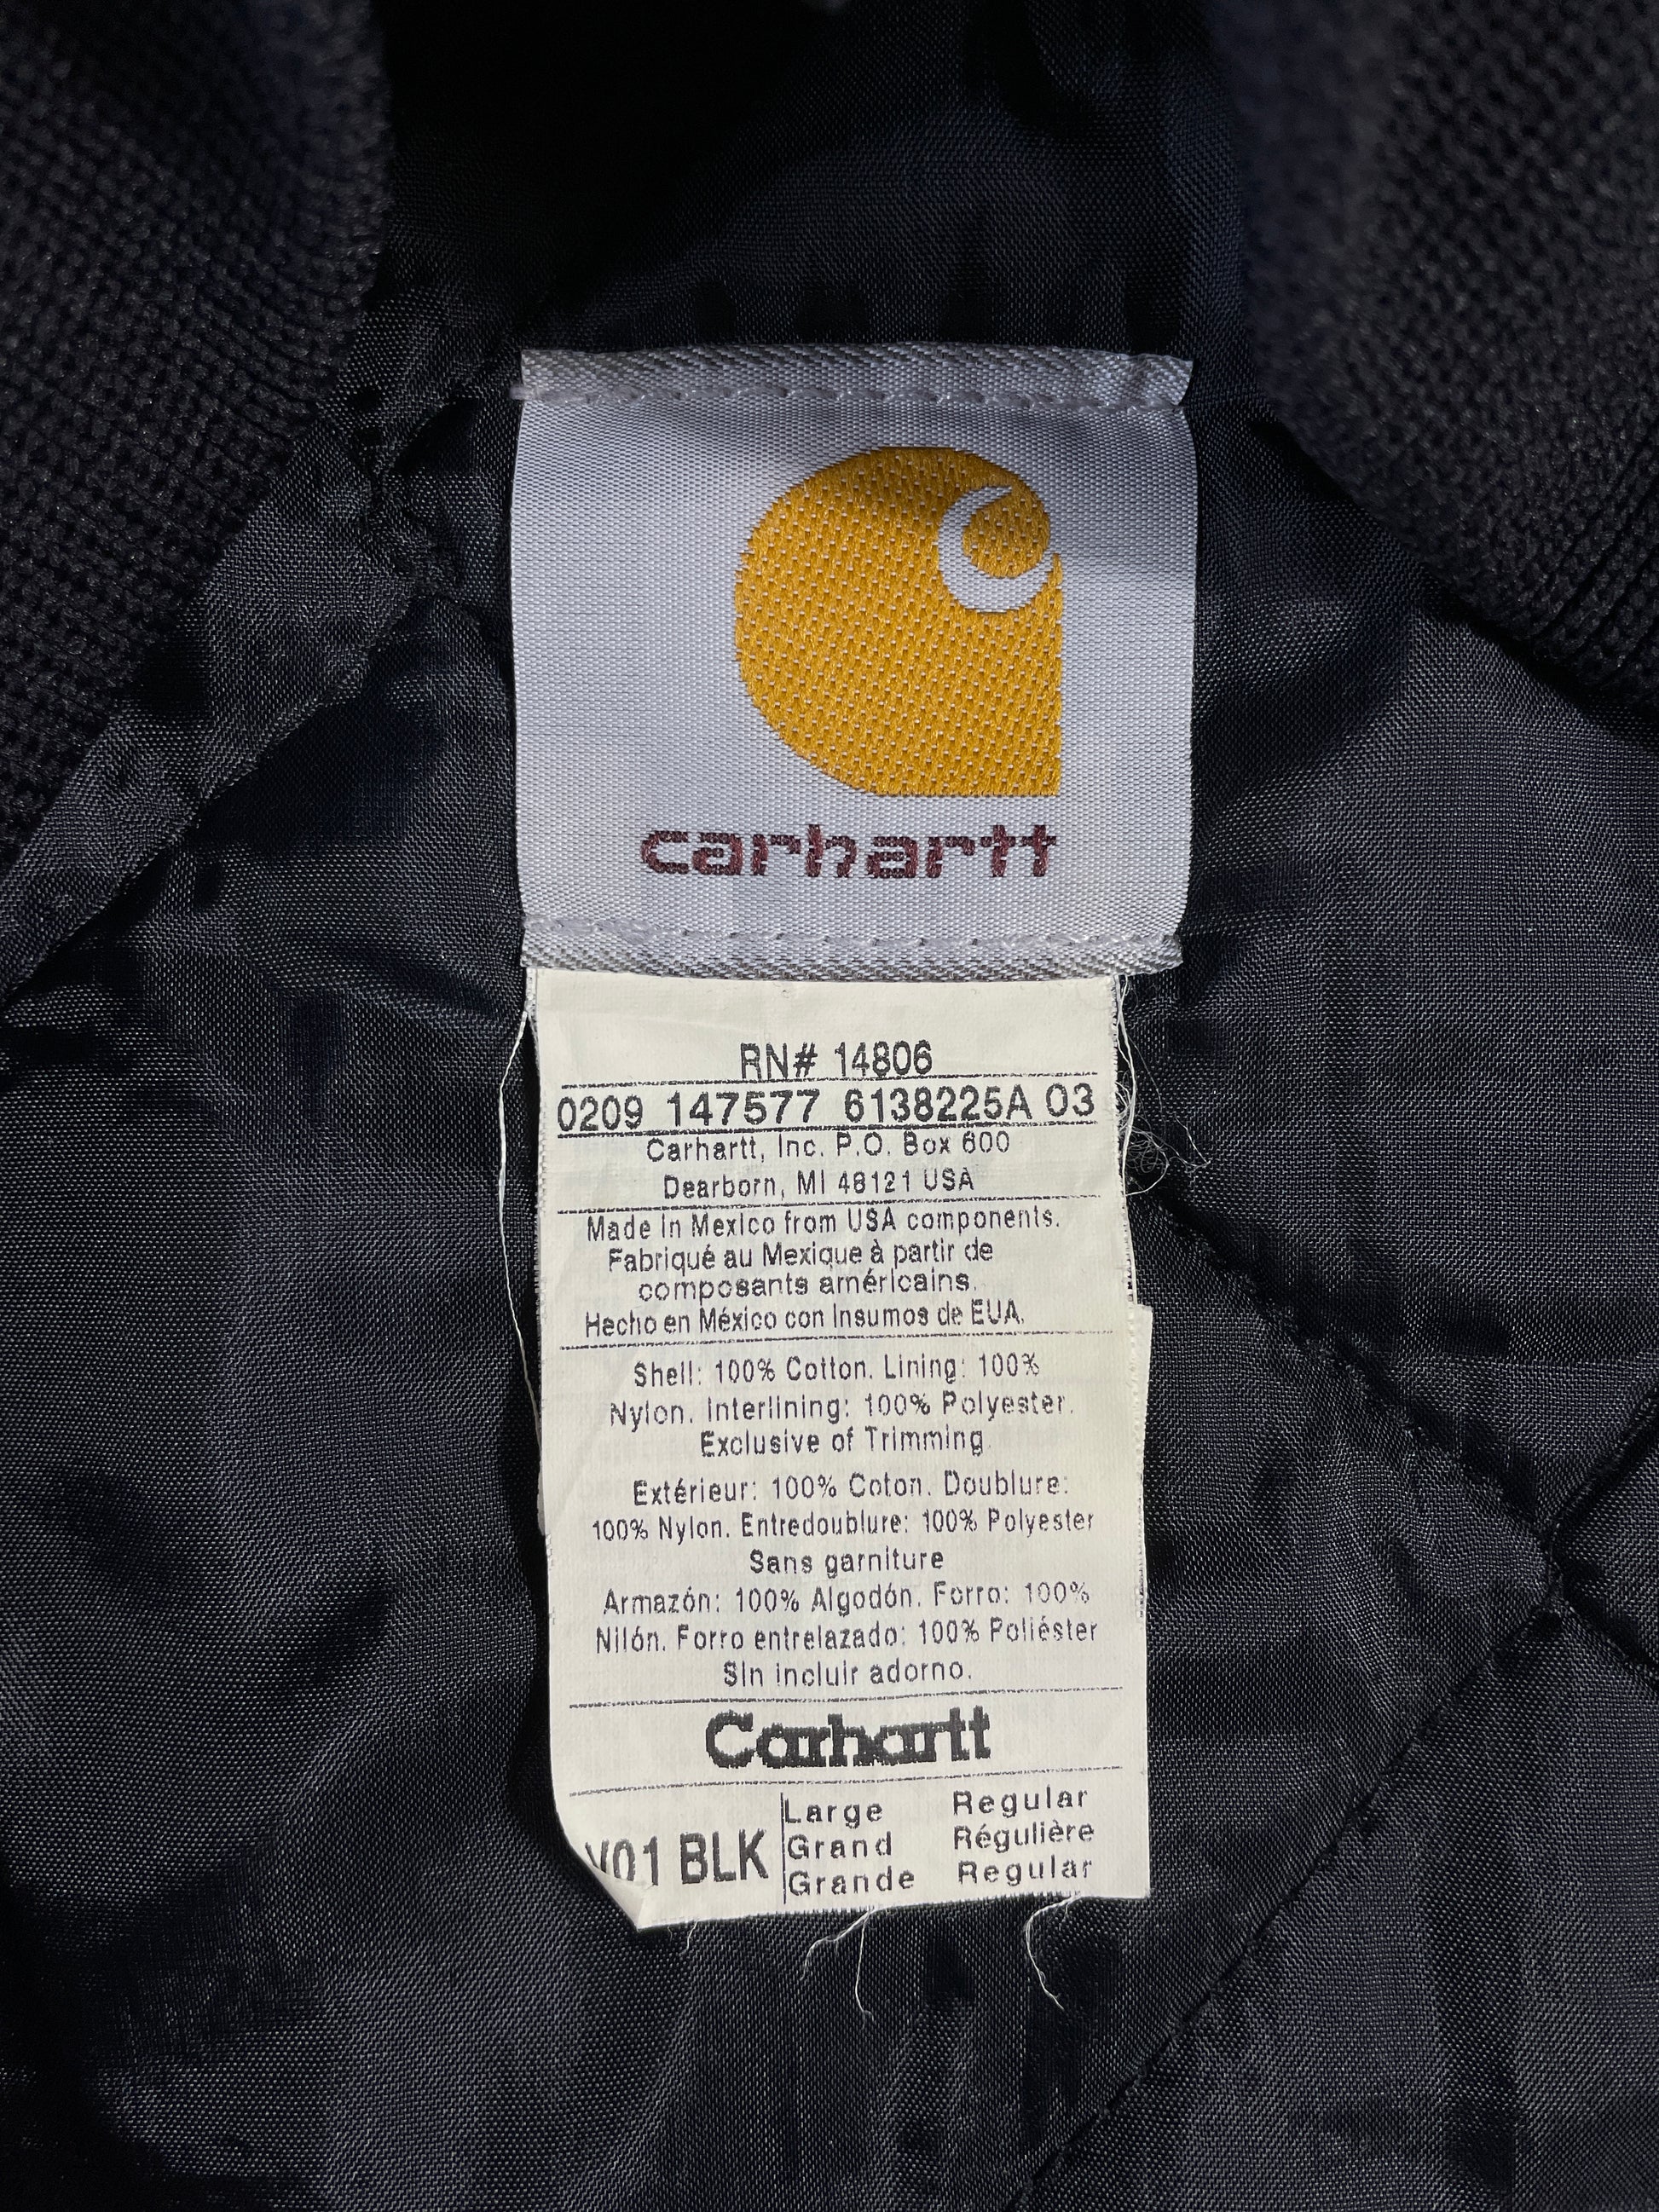 carhartt
RN# 14806
0209 147577 6138225A 03
Carhartt, Inc. P.O. Box 600
Dearborn, MI 48121 USA
Made In Mexico from USA components.
Fabriqué au Mexique à partir de
composants américains.
Hecho en México con Insumos de EUA.
Shell: 100% Cotton. Lining: 100%
Nylon. Interlining: 100% Polyester.
Exclusive of Trimming
Extérieur: 100% Coton. Doublure:
100% Nylon. Entredoublure: 100% Polyester
Sans garniture
Armazón: 100% Algodón. Forro: 100%
Nilón. Forro entrelazado: 100% Poliéster
Sin incluir adorno.
Carhartt
V01 BLK
Large Regular
Grand Régulière
Grande Regular